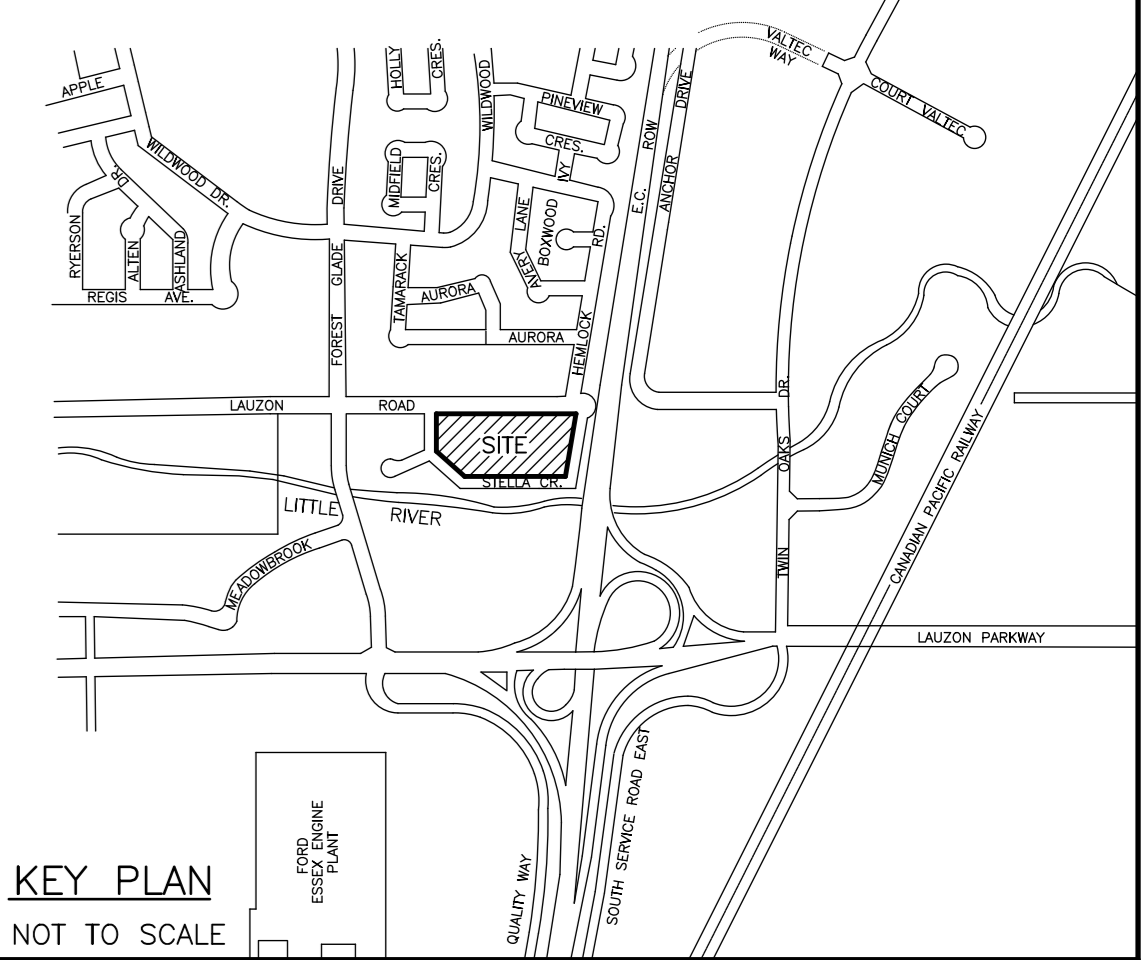 VALTEC
WAY
COURT VALTEC
APPLE
HOLLY
CRES.
WILDWOOD
PINEVIEW
CRES.
IVY
E.C. ROW
ANCHOR DRIVE
WILDWOOD DR.
DR.
DRIVE
MIDFIELD
CRES.
RYERSON
ALTEN
ASHLAND
REGIS AVE.
FOREST GLADE
TAMARACK
AURORA
AURORA
AVERY LANE
BOXWOOD
RD.
HEMLOCK
LAUZON ROAD
SITE
STELLA CR.
LITTLE RIVER
MEADOWBROOK
TWIN OAKS DR.
MUNICH COURT
CANADIAN PACIFIC RAILWAY
LAUZON PARKWAY
FORD
ESSEX ENGINE
PLANT
QUALITY WAY
SOUTH SERVICE ROAD EAST
KEY PLAN
NOT TO SCALE